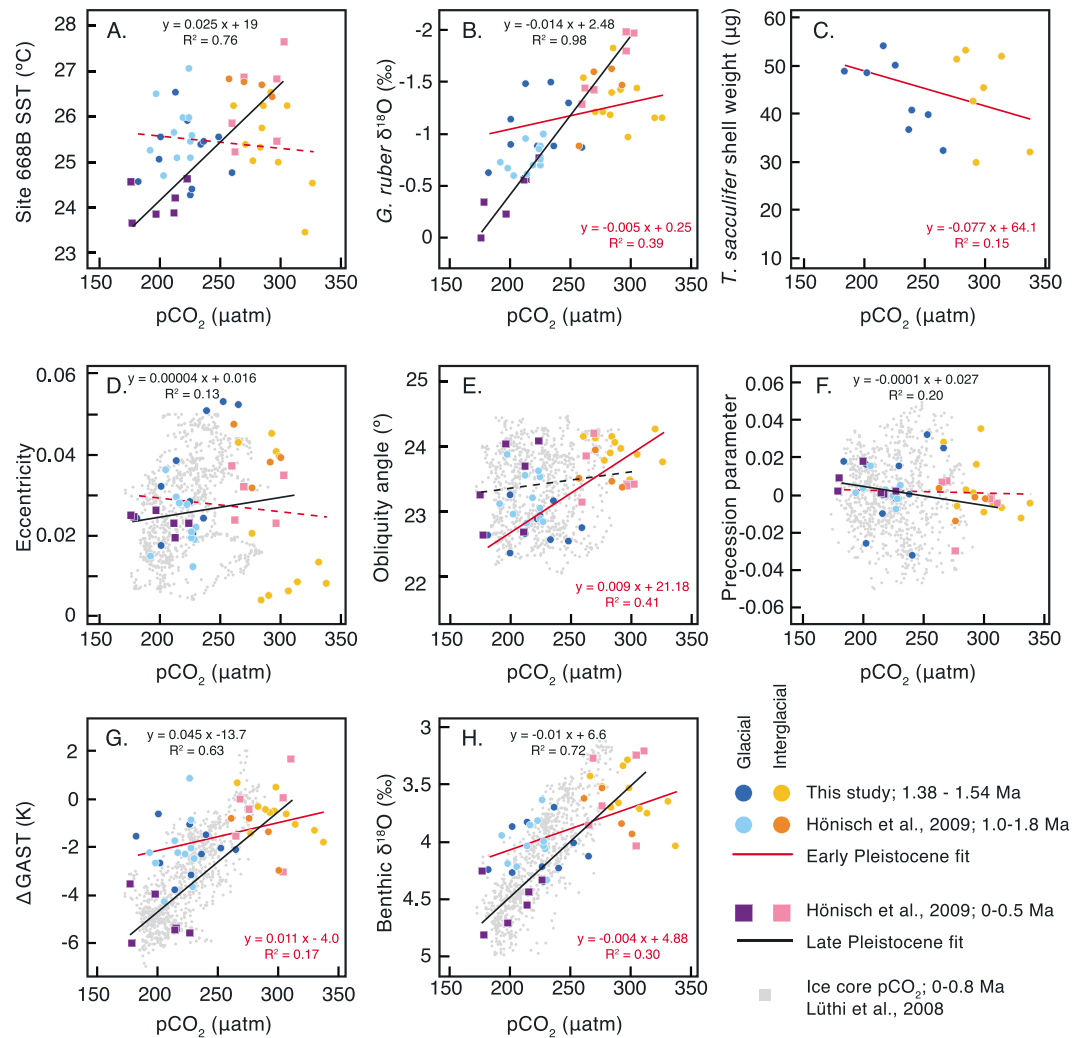 A.
y = 0.025 x + 19
R² = 0.76
Site 668B SST (°C)
28
27
26
25
24
23
150 200 250 300 350
pCO₂ (µatm)
B.
y = -0.014 x + 2.48
R² = 0.98
G. ruber δ¹⁸O (‰)
-2
-1.5
-1
-0.5
0
y = -0.005 x + 0.25
R² = 0.39
150 200 250 300 350
pCO₂ (µatm)
C.
T. sacculifer shell weight (µg)
60
50
40
30
20
10
y = -0.077 x + 64.1
R² = 0.15
150 200 250 300 350
pCO₂ (µatm)
D.
y = 0.00004 x + 0.016
R² = 0.13
Eccentricity
0.06
0.04
0.02
0
150 200 250 300 350
pCO₂ (µatm)
E.
Obliquity angle (°)
25
24
23
22
y = 0.009 x + 21.18
R² = 0.41
150 200 250 300 350
pCO₂ (µatm)
F.
y = -0.0001 x + 0.027
R² = 0.20
Precession parameter
0.06
0.04
0.02
0
-0.02
-0.04
-0.06
150 200 250 300 350
pCO₂ (µatm)
G.
y = 0.045 x -13.7
R² = 0.63
ΔGAST (K)
2
0
-2
-4
-6
y = 0.011 x - 4.0
R² = 0.17
150 200 250 300 350
pCO₂ (µatm)
H.
y = -0.01 x + 6.6
R² = 0.72
Benthic δ¹⁸O (‰)
3
3.5
4
4.5
5
y = -0.004 x + 4.88
R² = 0.30
150 200 250 300 350
pCO₂ (µatm)
Glacial
Interglacial
This study; 1.38 - 1.54 Ma
Hönisch et al., 2009; 1.0-1.8 Ma
Early Pleistocene fit
Hönisch et al., 2009; 0-0.5 Ma
Late Pleistocene fit
Ice core pCO₂; 0-0.8 Ma
Lüthi et al., 2008